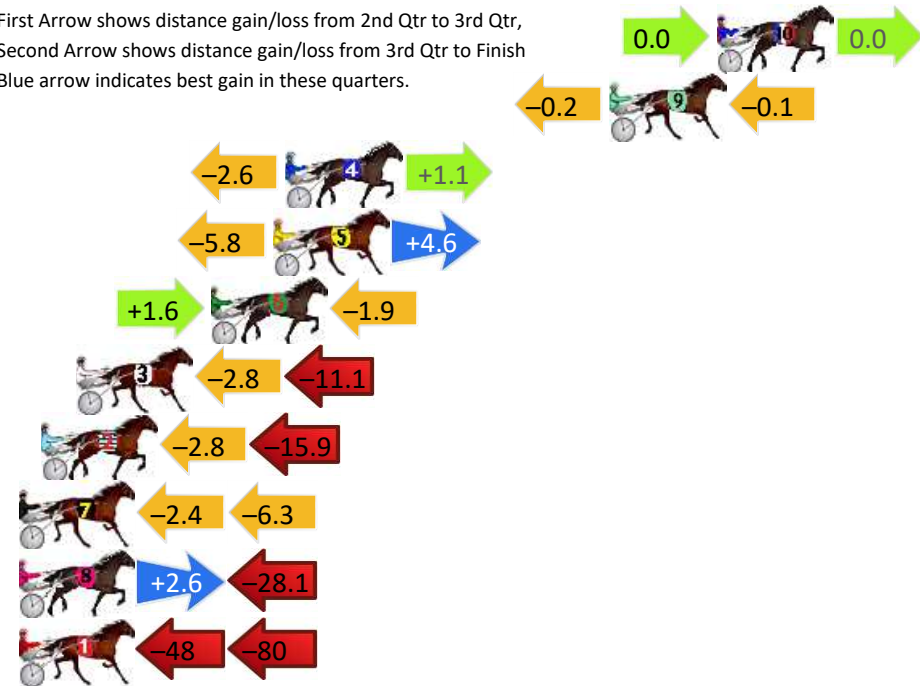 First Arrow shows distance gain/loss from 2nd Qtr to 3rd Qtr,
Second Arrow shows distance gain/loss from 3rd Qtr to Finish
Blue arrow indicates best gain in these quarters.
0.0 10 0.0
–0.2 9 –0.1
–2.6 4 +1.1
–5.8 5 +4.6
+1.6 6 –1.9
3 –2.8 –11.1
2 –2.8 –15.9
7 –2.4 –6.3
8 +2.6 –28.1
1 –48 –80